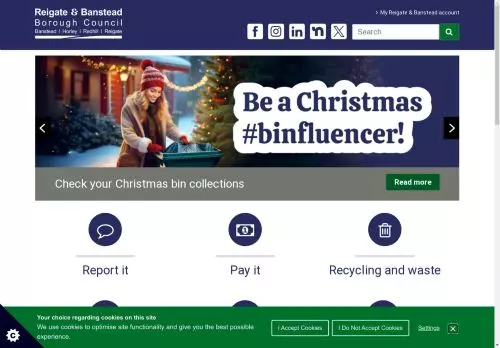 Reigate & Banstead
Borough Council
Banstead | Horley | Redhill | Reigate
› My Reigate & Banstead account
Search
Be a Christmas
#binfluencer!
Check your Christmas bin collections
Read more
Report it
Pay it
Recycling and waste
Your choice regarding cookies on this site
We use cookies to optimise site functionality and give you the best possible
experience.
I Accept Cookies
I Do Not Accept Cookies
Settings